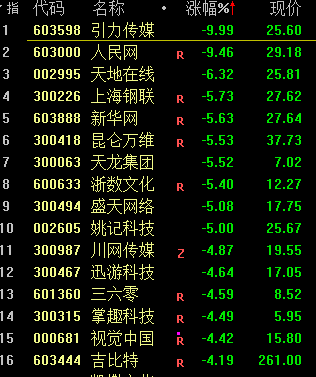 指 代码 名称 • 涨幅%↑ 现价
1 603598 引力传媒 -9.99 25.60
2 603000 人民网 R -9.46 29.18
3 002995 天地在线 -6.32 25.81
4 300226 上海钢联 R -5.73 27.62
5 603888 新华网 R -5.63 27.64
6 300418 昆仑万维 R -5.53 37.73
7 300063 天龙集团 -5.52 7.02
8 600633 浙数文化 R -5.40 12.27
9 300494 盛天网络 -5.08 17.75
10 002605 姚记科技 -5.00 25.67
11 300987 川网传媒 Z -4.87 19.55
12 300467 迅游科技 -4.64 17.05
13 601360 三六零 R -4.59 8.52
14 300315 掌趣科技 R -4.49 5.95
15 000681 视觉中国 R -4.42 15.80
16 603444 吉比特 R -4.19 261.00